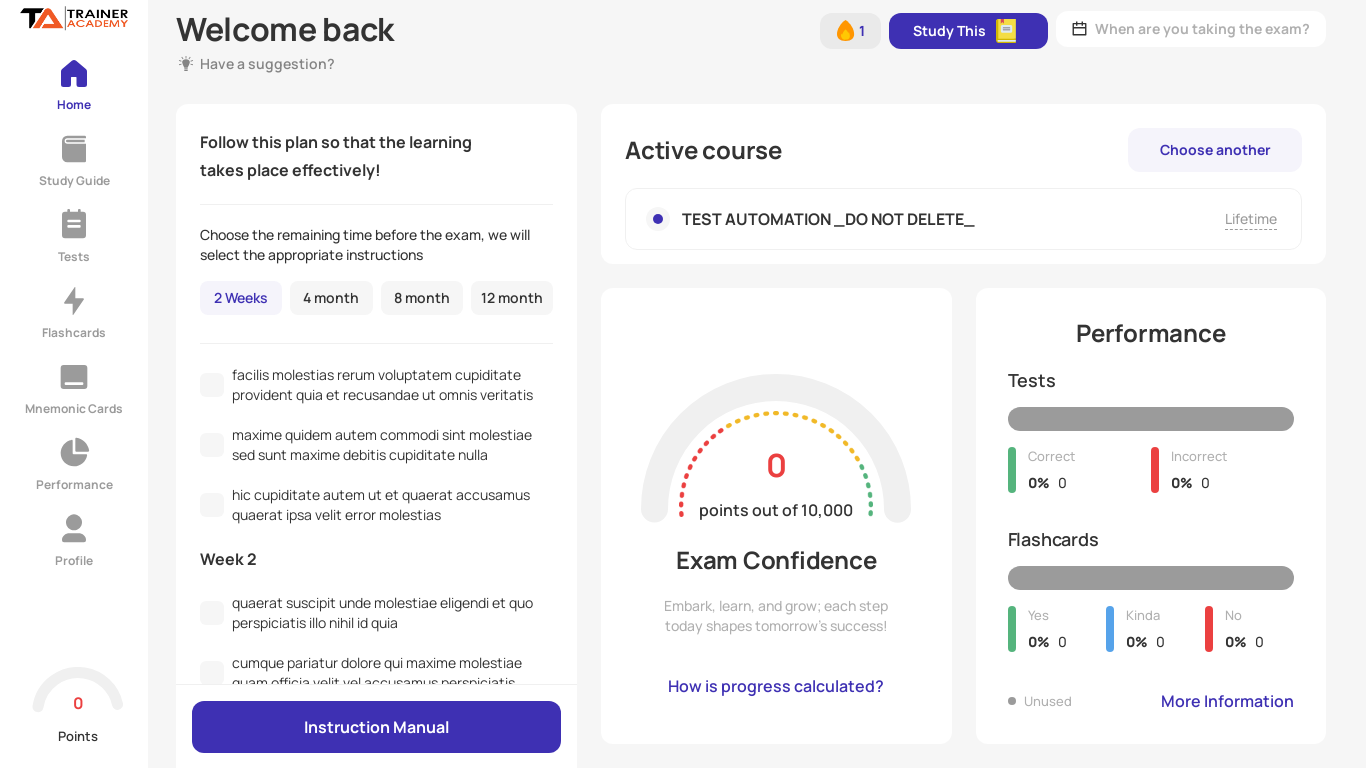 TRAINER
ACADEMY
Home
Study Guide
Tests
Flashcards
Mnemonic Cards
Performance
Profile
0
Points
Welcome back
Have a suggestion?
1
Study This
When are you taking the exam?
Follow this plan so that the learning
takes place effectively!
Choose the remaining time before the exam, we will
select the appropriate instructions
2 Weeks
4 month
8 month
12 month
facilis molestias rerum voluptatem cupiditate
provident quia et recusandae ut omnis veritatis
maxime quidem autem commodi sint molestiae
sed sunt maxime debitis cupiditate nulla
hic cupiditate autem ut et quaerat accusamus
quaerat ipsa velit error molestias
Week 2
quaerat suscipit unde molestiae eligendi et quo
perspiciatis illo nihil id quia
cumque pariatur dolore qui maxime molestiae
quam officia velit vel accusamus perspiciatis
Instruction Manual
Active course
Choose another
TEST AUTOMATION _DO NOT DELETE_
Lifetime
0
points out of 10,000
Exam Confidence
Embark, learn, and grow; each step
today shapes tomorrow's success!
How is progress calculated?
Performance
Tests
Correct
0% 0
Incorrect
0% 0
Flashcards
Yes
0% 0
Kinda
0% 0
No
0% 0
Unused
More Information